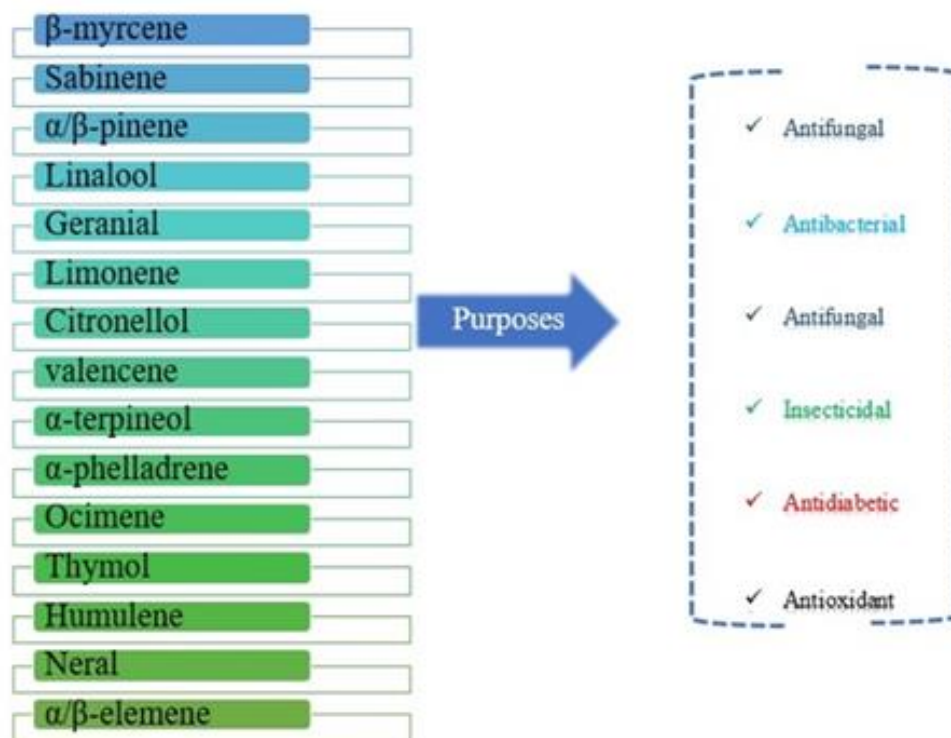 β-myrcene
Sabinene
α/β-pinene
Linalool
Geranial
Limonene
Citronellol
valencene
α-terpineol
α-phelladrene
Ocimene
Thymol
Humulene
Neral
α/β-elemene
Purposes
✓ Antifungal
✓ Antibacterial
✓ Antifungal
✓ Insecticidal
✓ Antidiabetic
✓ Antioxidant